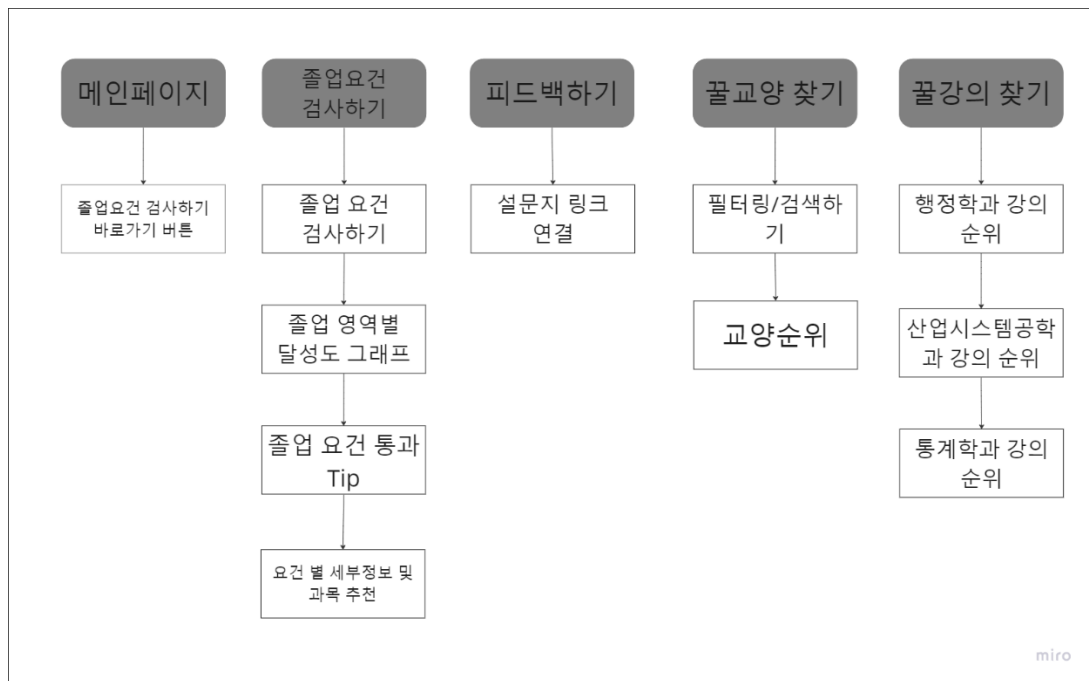 메인페이지
졸업요건 검사하기
바로가기 버튼
졸업요건
검사하기
졸업 요건
검사하기
졸업 영역별
달성도 그래프
졸업 요건 통과
Tip
요건 별 세부정보 및
과목 추천
피드백하기
설문지 링크
연결
꿀교양 찾기
필터링/검색하
기
교양순위
꿀강의 찾기
행정학과 강의
순위
산업시스템공학
과 강의 순위
통계학과 강의
순위
miro